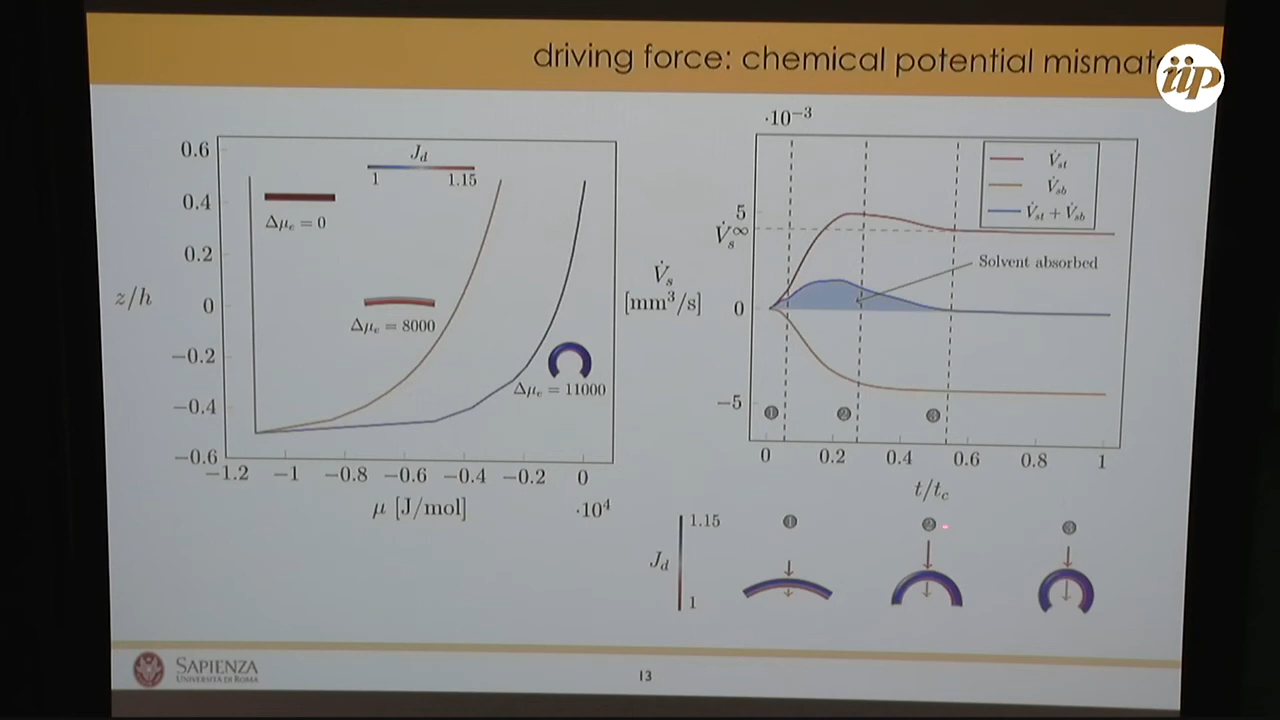 driving force: chemical potential mismat
iip
0.6
0.4
0.2
0
−0.2
−0.4
−0.6
z/h
J_d
1 1.15
Δμ_e = 0
Δμ_e = 8000
Δμ_e = 11000
−1.2 −1 −0.8 −0.6 −0.4 −0.2 0
μ [J/mol]
·10⁴
·10⁻³
5
V̇_s^∞
0
−5
V̇_s
[mm³/s]
V̇_st
V̇_sb
V̇_st + V̇_sb
Solvent absorbed
1 2 3
0 0.2 0.4 0.6 0.8 1
t/t_c
J_d
1.15
1
1 2 3
SAPIENZA
UNIVERSITÀ DI ROMA
13